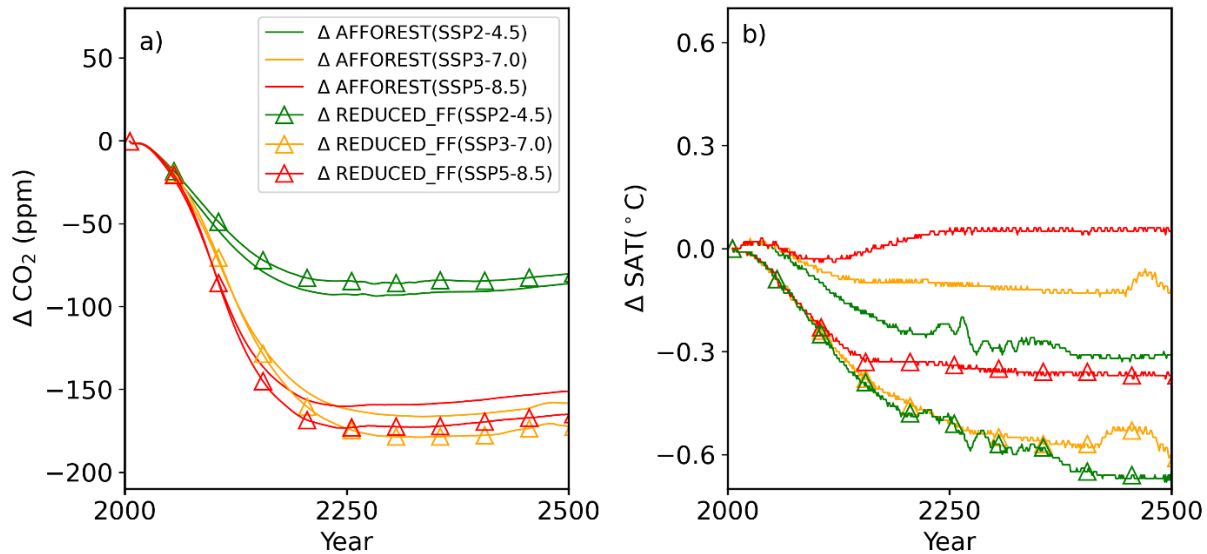 a)
Δ AFFOREST(SSP2-4.5)
Δ AFFOREST(SSP3-7.0)
Δ AFFOREST(SSP5-8.5)
Δ REDUCED_FF(SSP2-4.5)
Δ REDUCED_FF(SSP3-7.0)
Δ REDUCED_FF(SSP5-8.5)
50
0
−50
−100
−150
−200
Δ CO₂ (ppm)
2000
2250
2500
Year
b)
0.6
0.3
0.0
−0.3
−0.6
Δ SAT(°C)
2000
2250
2500
Year